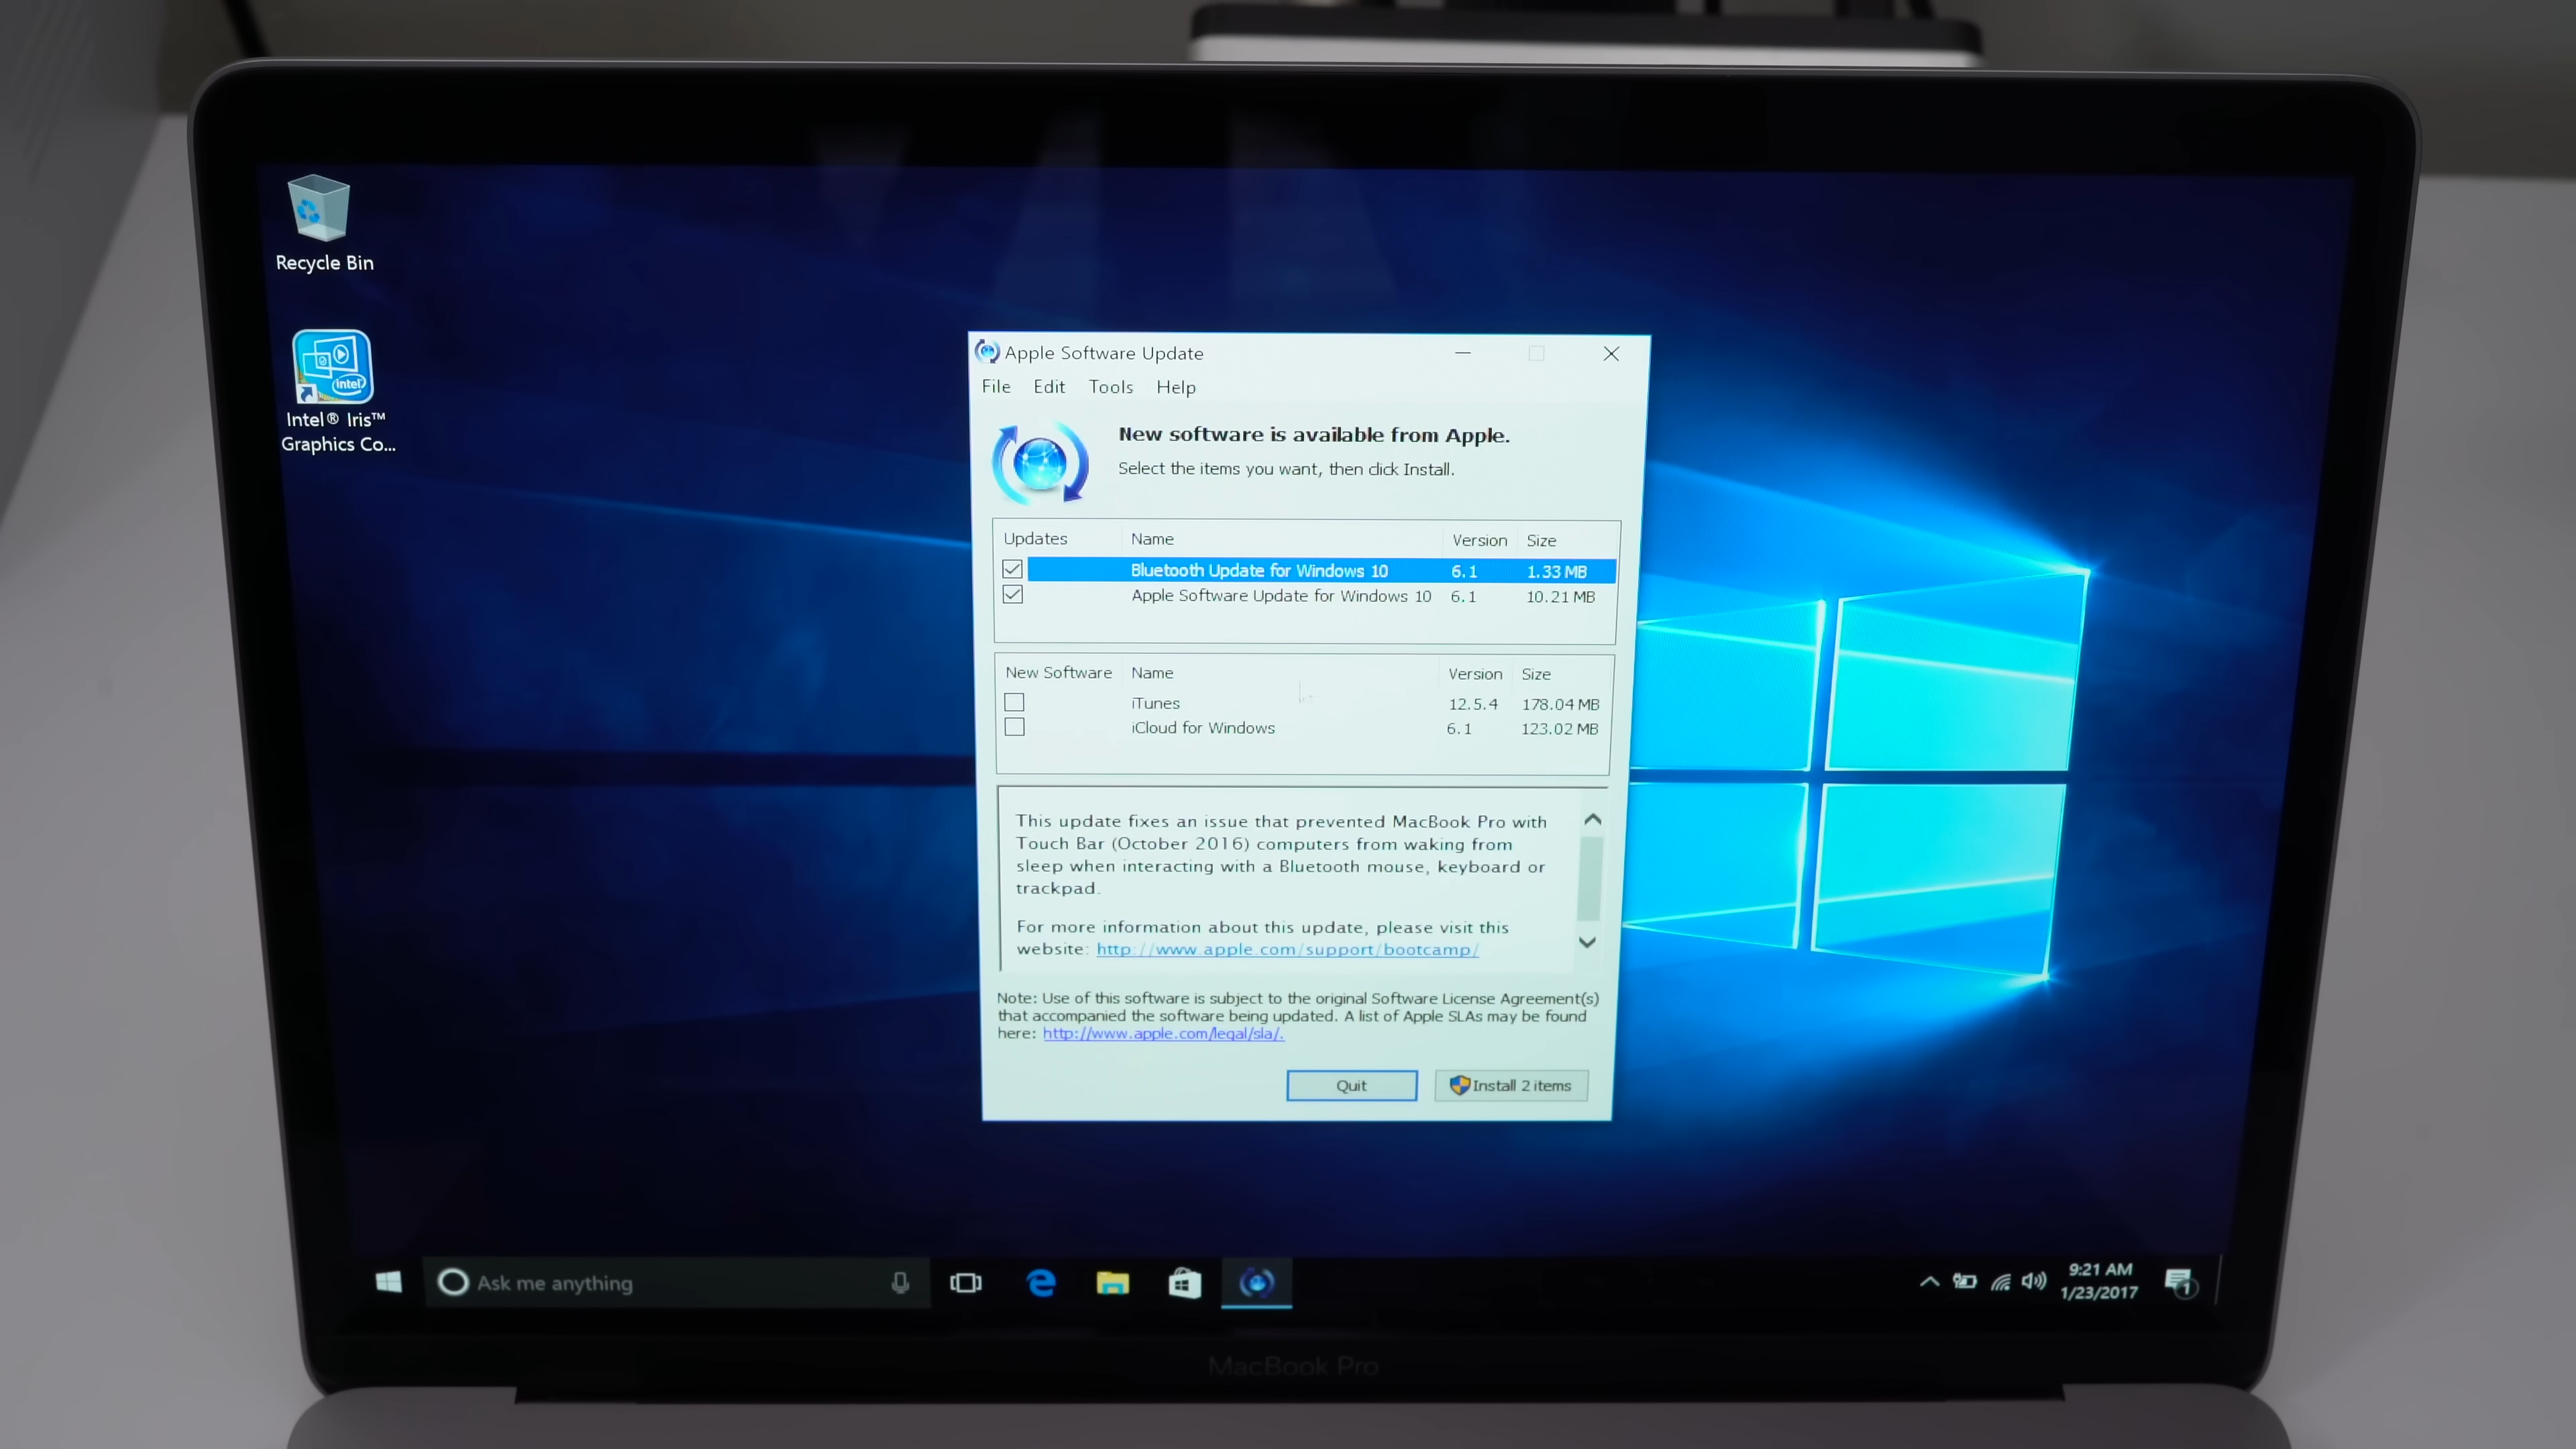 Recycle Bin
intel
Intel® Iris™
Graphics Co...
Apple Software Update
File Edit Tools Help
New software is available from Apple.
Select the items you want, then click Install.
Updates Name Version Size
Bluetooth Update for Windows 10 6.1 1.33 MB
Apple Software Update for Windows 10 6.1 10.21 MB
New Software Name Version Size
iTunes 12.5.4 178.04 MB
iCloud for Windows 6.1 123.02 MB
This update fixes an issue that prevented MacBook Pro with
Touch Bar (October 2016) computers from waking from
sleep when interacting with a Bluetooth mouse, keyboard or
trackpad.
For more information about this update, please visit this
website: http://www.apple.com/support/bootcamp/
Note: Use of this software is subject to the original Software License Agreement(s)
that accompanied the software being updated. A list of Apple SLAs may be found
here: http://www.apple.com/legal/sla/.
Quit Install 2 items
Ask me anything
9:21 AM
1/23/2017
1
MacBook Pro